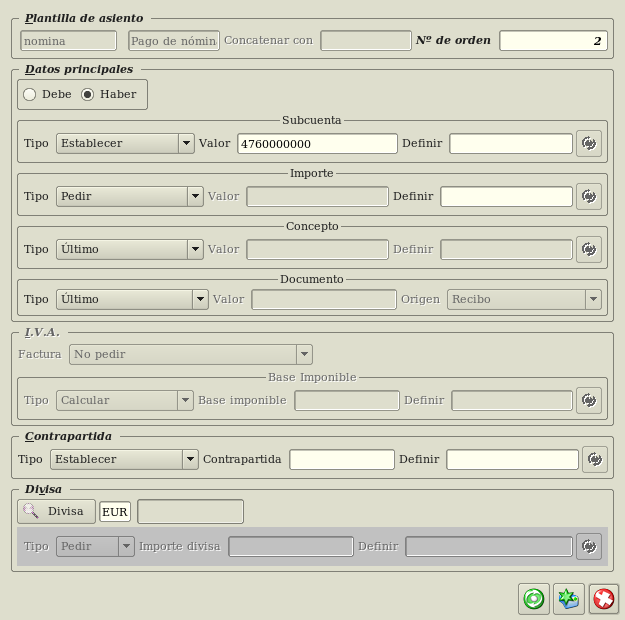 Plantilla de asiento
nomina Pago de nómin Concatenar con Nº de orden 2
Datos principales
Debe Haber
Subcuenta
Tipo Establecer Valor 4760000000 Definir
Importe
Tipo Pedir Valor Definir
Concepto
Tipo Último Valor Definir
Documento
Tipo Último Valor Origen Recibo
I.V.A.
Factura No pedir
Base Imponible
Tipo Calcular Base imponible Definir
Contrapartida
Tipo Establecer Contrapartida Definir
Divisa
Divisa EUR
Tipo Pedir Importe divisa Definir